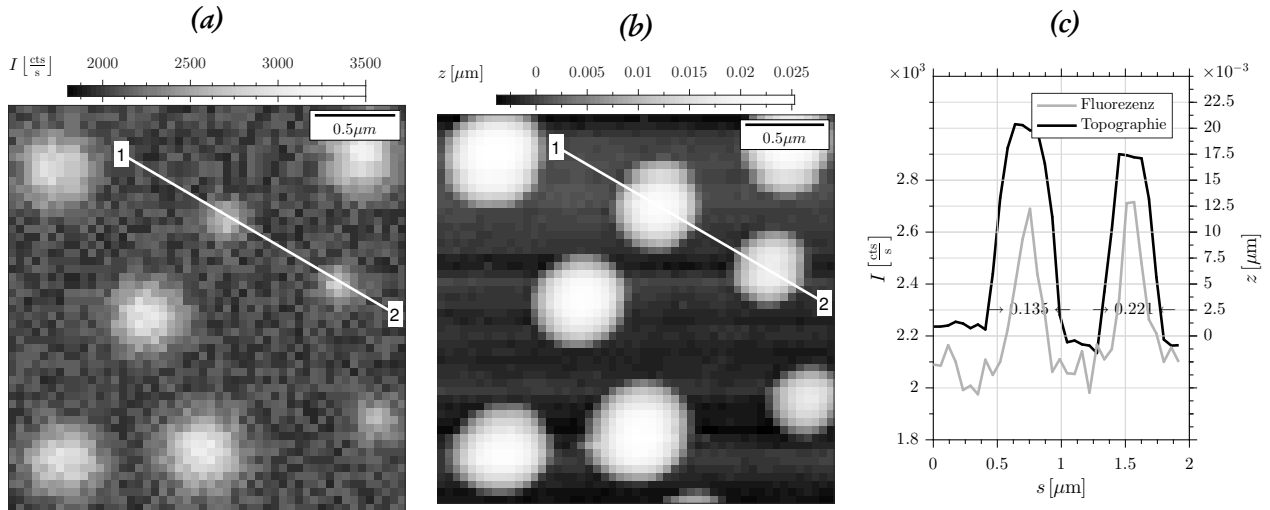 (a)
I [cts/s] 2000 2500 3000 3500
0.5μm
1
2
(b)
z [μm] 0 0.005 0.01 0.015 0.02 0.025
0.5μm
1
2
(c)
×10³ ×10⁻³
Fluorezenz
Topographie
22.5
20
17.5
15
12.5
10
7.5
5
2.5
0
2.8
2.6
2.4
2.2
2
1.8
I [cts/s]
z [μm]
→ 0.135 ←
→ 0.221 ←
0 0.5 1 1.5 2
s [μm]